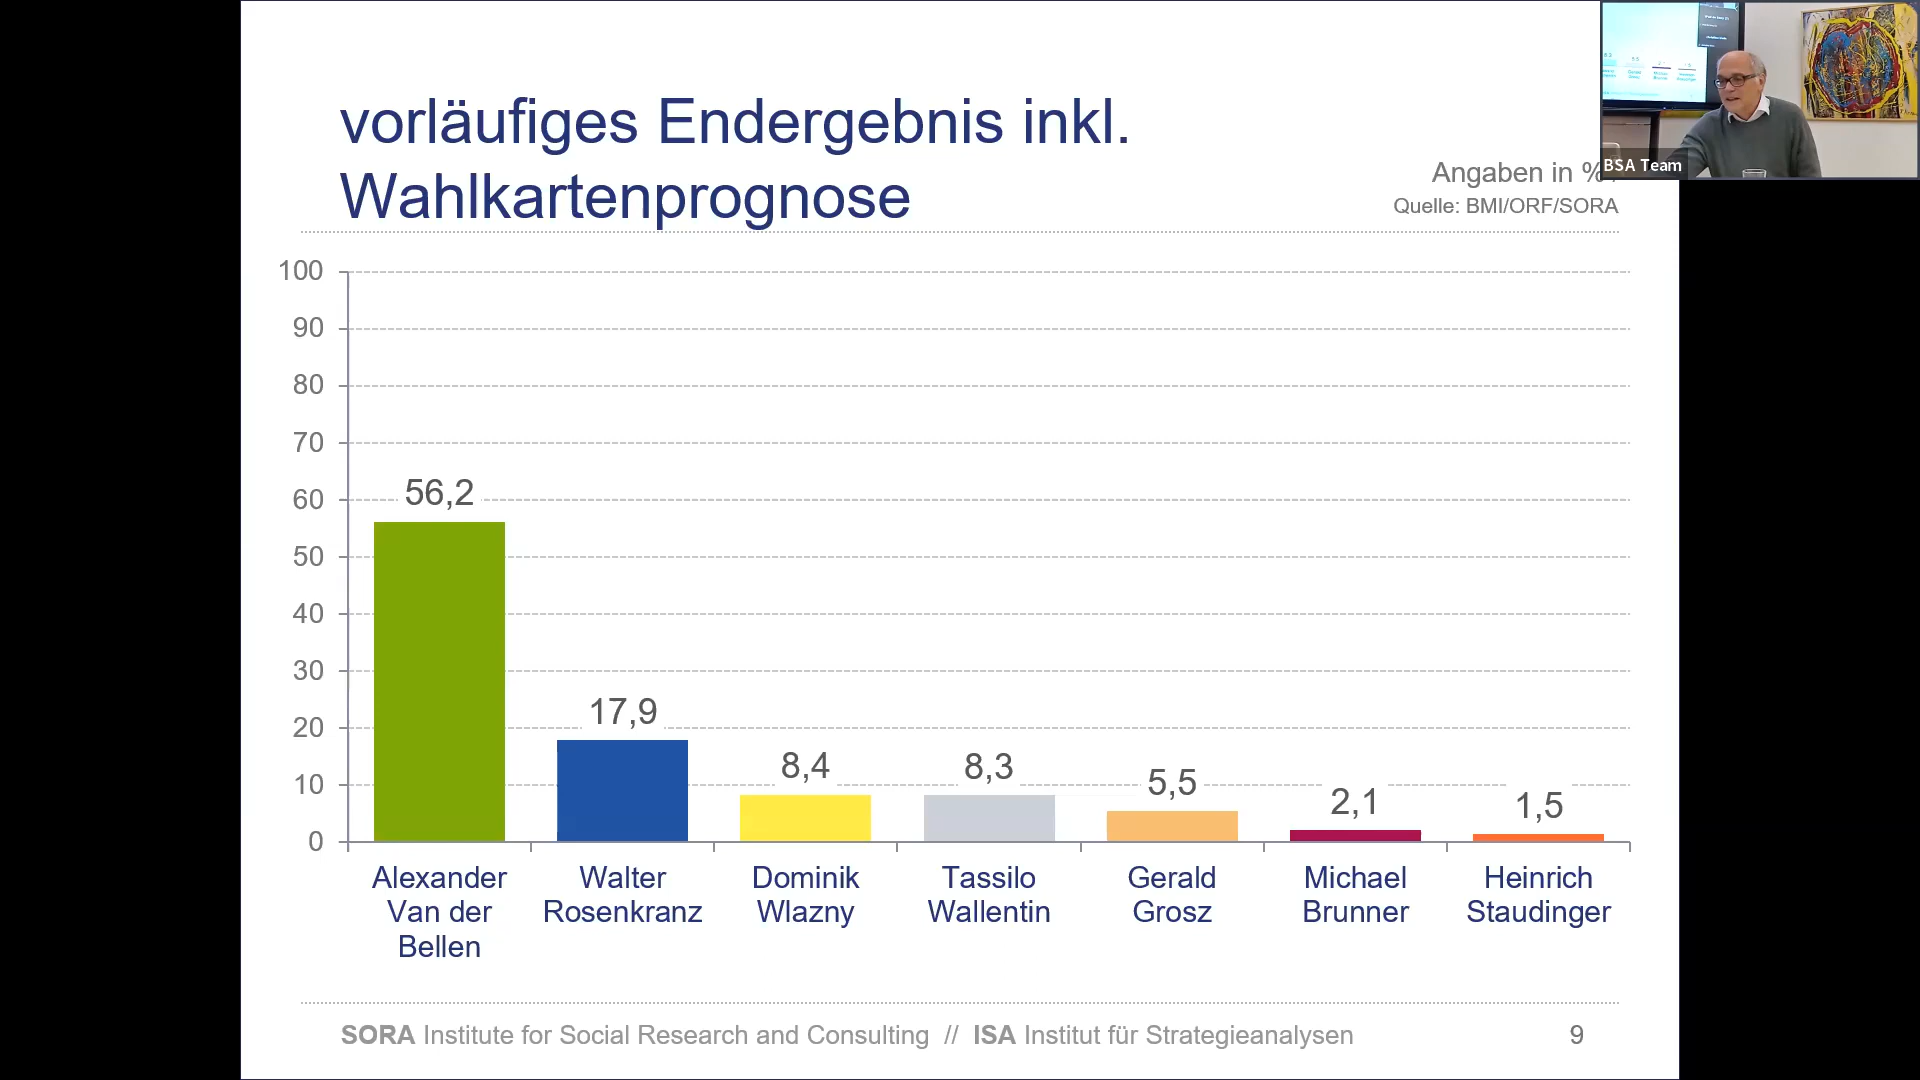 vorläufiges Endergebnis inkl.
Wahlkartenprognose
Angaben in %
Quelle: BMI/ORF/SORA
BSA Team
100
90
80
70
60
50
40
30
20
10
0
56,2
17,9
8,4
8,3
5,5
2,1
1,5
Alexander
Van der
Bellen
Walter
Rosenkranz
Dominik
Wlazny
Tassilo
Wallentin
Gerald
Grosz
Michael
Brunner
Heinrich
Staudinger
SORA Institute for Social Research and Consulting // ISA Institut für Strategieanalysen
9